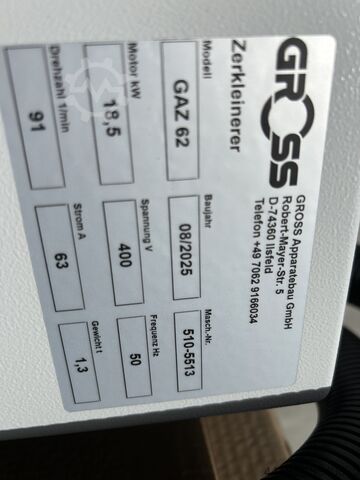 GROSS
GROSS Apparatebau GmbH
Robert-Mayer-Str. 5
D-74360 Ilsfeld
Telefon +49 7062 9166034
Zerkleinerer
Modell
Baujahr
Masch.-Nr.
GAZ 62
08/2025
510-5513
Motor kW
Spannung V
Frequenz Hz
18,5
400
50
Drehzahl 1/min
Strom A
Gewicht t
91
63
1,3